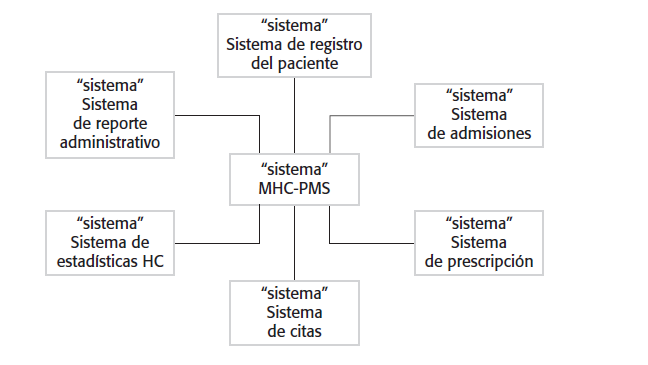 “sistema”
Sistema de registro
del paciente
“sistema”
Sistema
de reporte
administrativo
“sistema”
Sistema
de admisiones
“sistema”
MHC-PMS
“sistema”
Sistema de
estadísticas HC
“sistema”
Sistema
de prescripción
“sistema”
Sistema
de citas